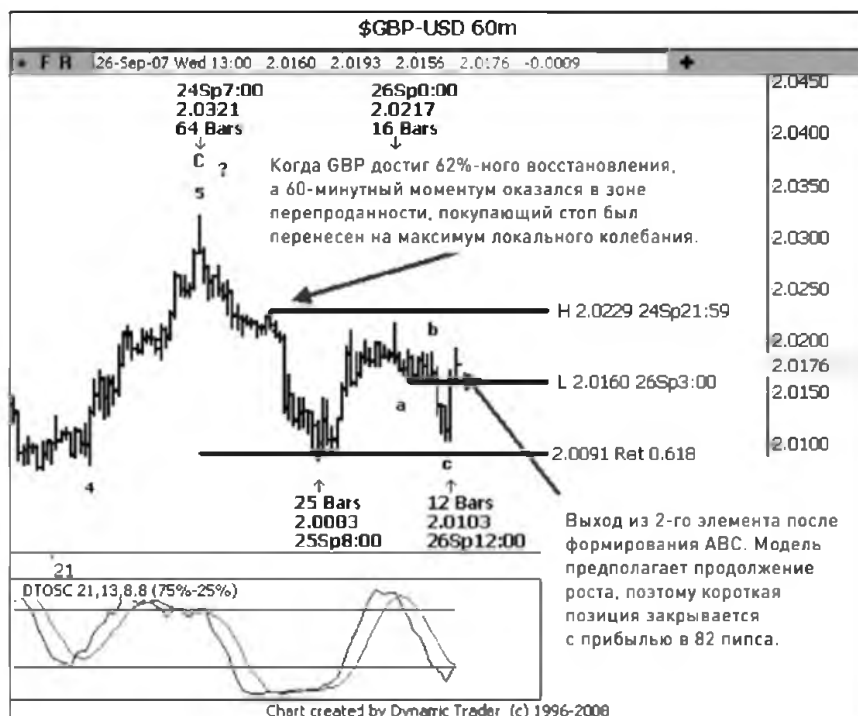 $GBP-USD 60m
F R 26-Sep-07 Wed 13:00 2.0160 2.0193 2.0156 2.0176 -0.0009
24Sp7:00
2.0321
64 Bars
26Sp0:00
2.0217
16 Bars
C ?
5
Когда GBP достиг 62%-ного восстановления,
а 60-минутный моментум оказался в зоне
перепроданности, покупающий стоп был
перенесен на максимум локального колебания.
2.0450
2.0400
2.0350
2.0300
2.0250
2.0200
2.0176
2.0150
2.0100
H 2.0229 24Sp21:59
b
L 2.0160 26Sp3:00
a
2.0091 Ret 0.618
4
c
25 Bars
2.0083
25Sp8:00
12 Bars
2.0103
26Sp12:00
Выход из 2-го элемента после
формирования ABC. Модель
предполагает продолжение
роста, поэтому короткая
позиция закрывается
с прибылью в 82 пипса.
21
DTOSC 21,13,8.8 (75%-25%)
Chart created by Dynamic Trader (c) 1996-2008